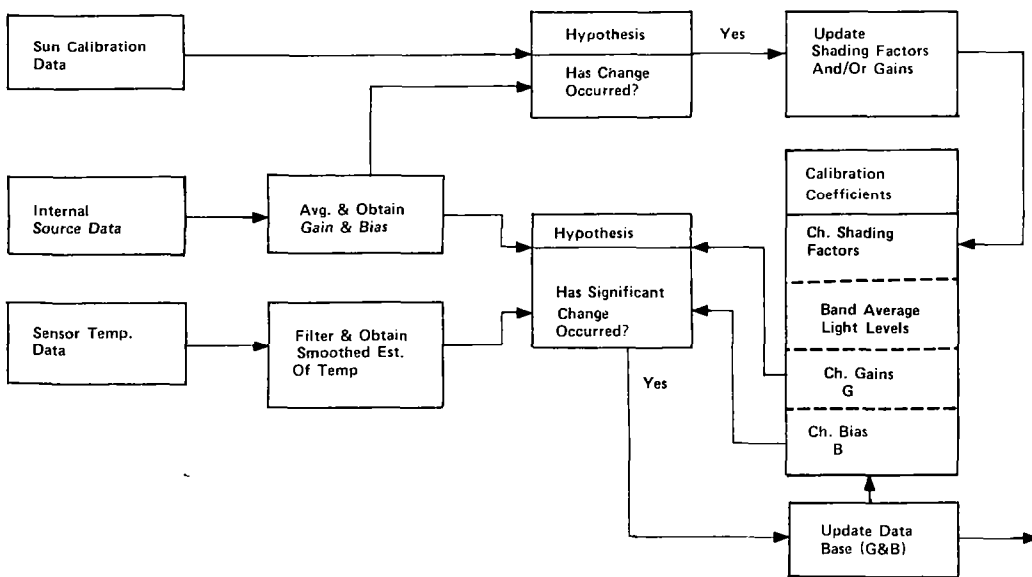 Sun Calibration
Data
Hypothesis
Has Change
Occurred?
Yes
Update
Shading Factors
And/Or Gains
Internal
Source Data
Avg. & Obtain
Gain & Bias
Hypothesis
Has Significant
Change
Occurred?
Yes
Calibration
Coefficients
Ch. Shading
Factors
Band Average
Light Levels
Ch. Gains
G
Ch. Bias
B
Sensor Temp.
Data
Filter & Obtain
Smoothed Est.
Of Temp
Update Data
Base (G&B)